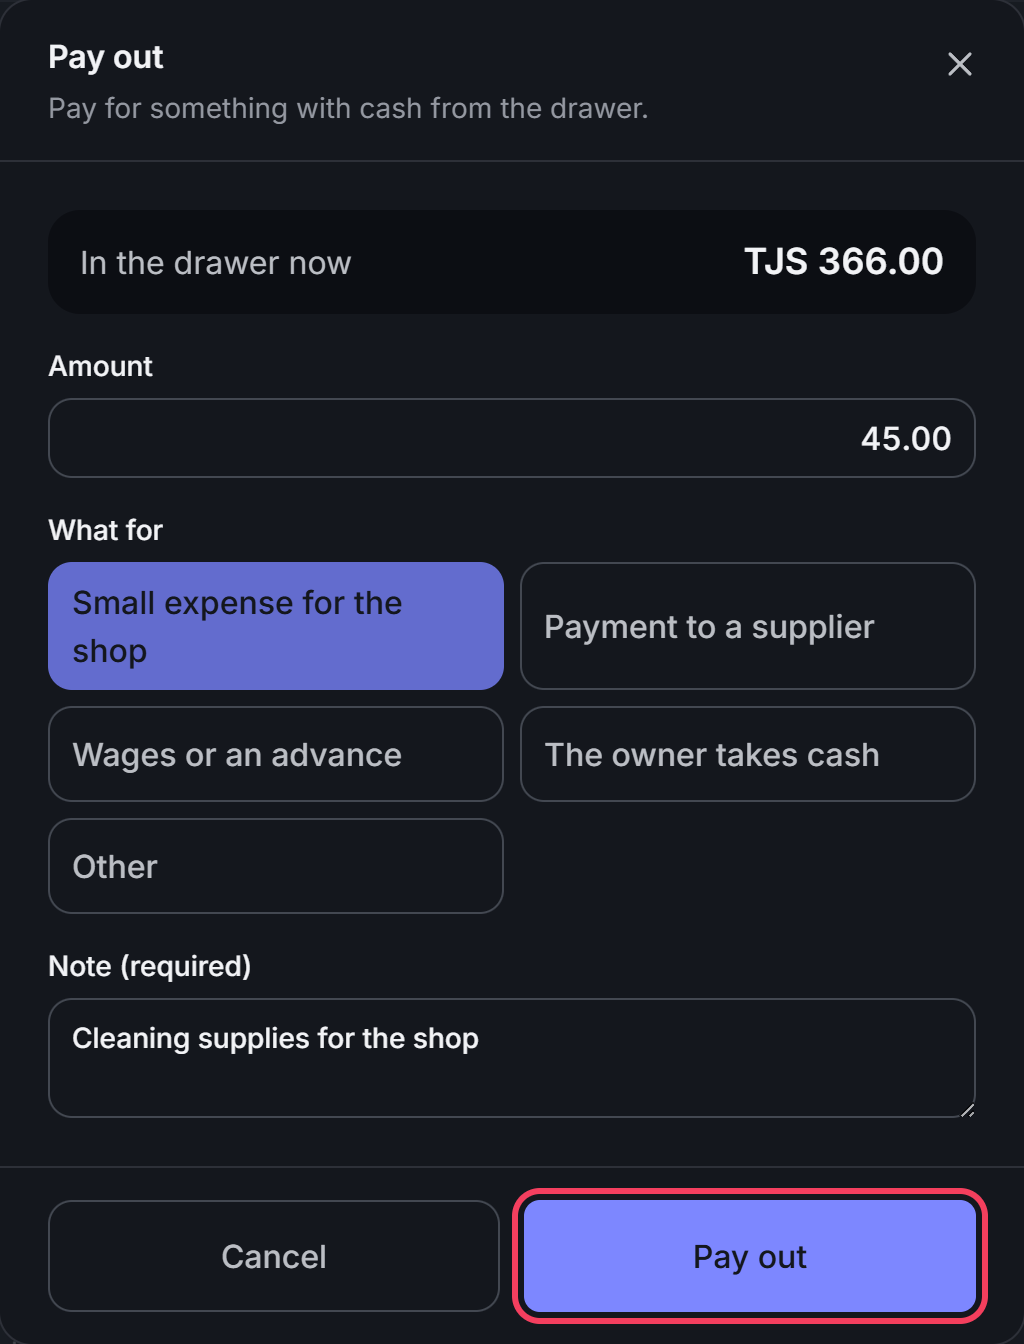 Pay out
Pay for something with cash from the drawer.
In the drawer now
TJS 366.00
Amount
45.00
What for
Small expense for the
shop
Payment to a supplier
Wages or an advance
The owner takes cash
Other
Note (required)
Cleaning supplies for the shop
Cancel
Pay out